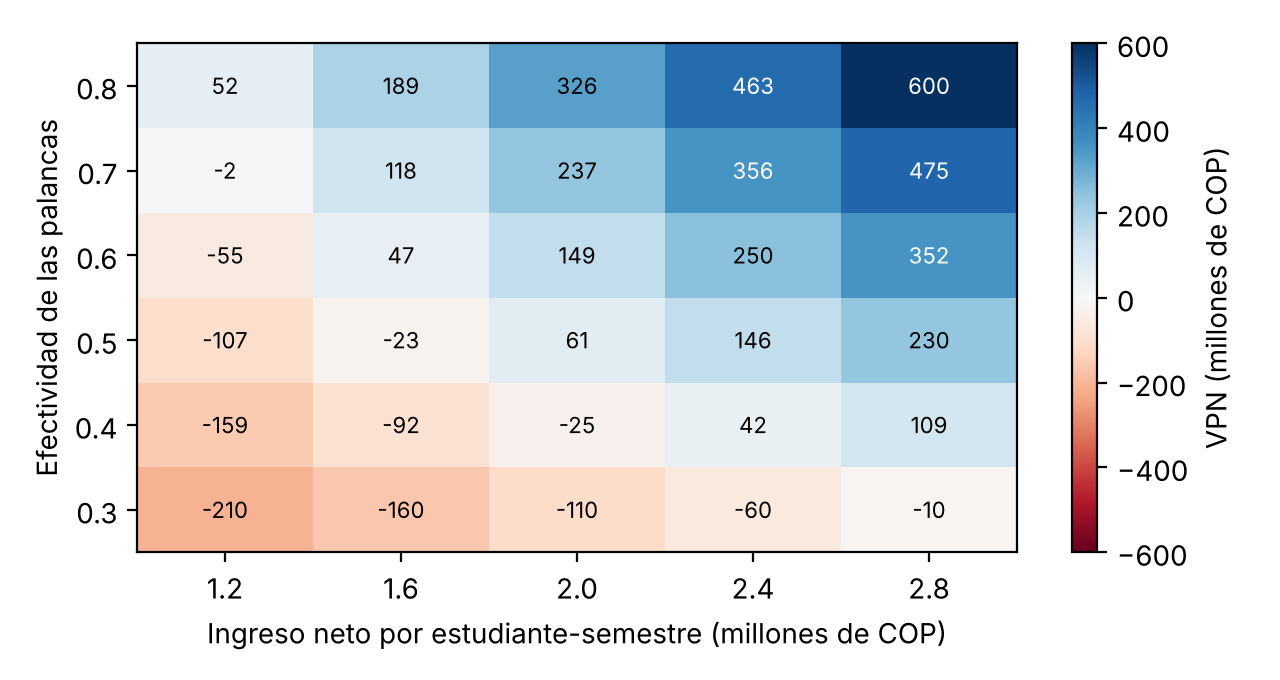 0.8 52 189 326 463 600
0.7 -2 118 237 356 475
0.6 -55 47 149 250 352
0.5 -107 -23 61 146 230
0.4 -159 -92 -25 42 109
0.3 -210 -160 -110 -60 -10
1.2 1.6 2.0 2.4 2.8
Ingreso neto por estudiante-semestre (millones de COP)
Efectividad de las palancas
600
400
200
0
−200
−400
−600
VPN (millones de COP)